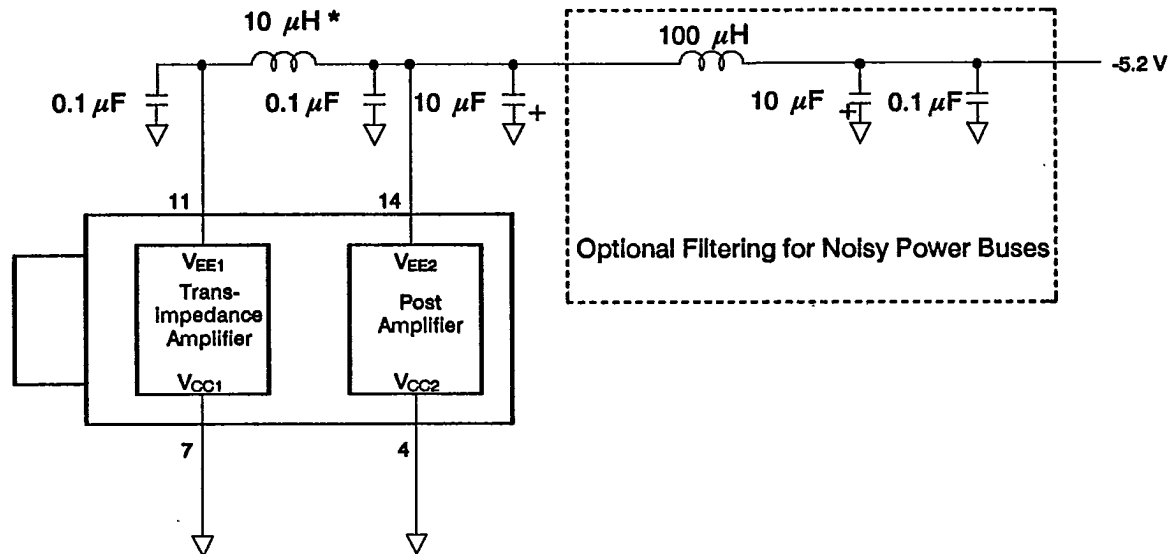 10 μH *
100 μH
-5.2 V
0.1 μF
0.1 μF
10 μF
+
10 μF
+
0.1 μF
11
14
Optional Filtering for Noisy Power Buses
VEE1
Trans-
impedance
Amplifier
VCC1
VEE2
Post
Amplifier
VCC2
7
4